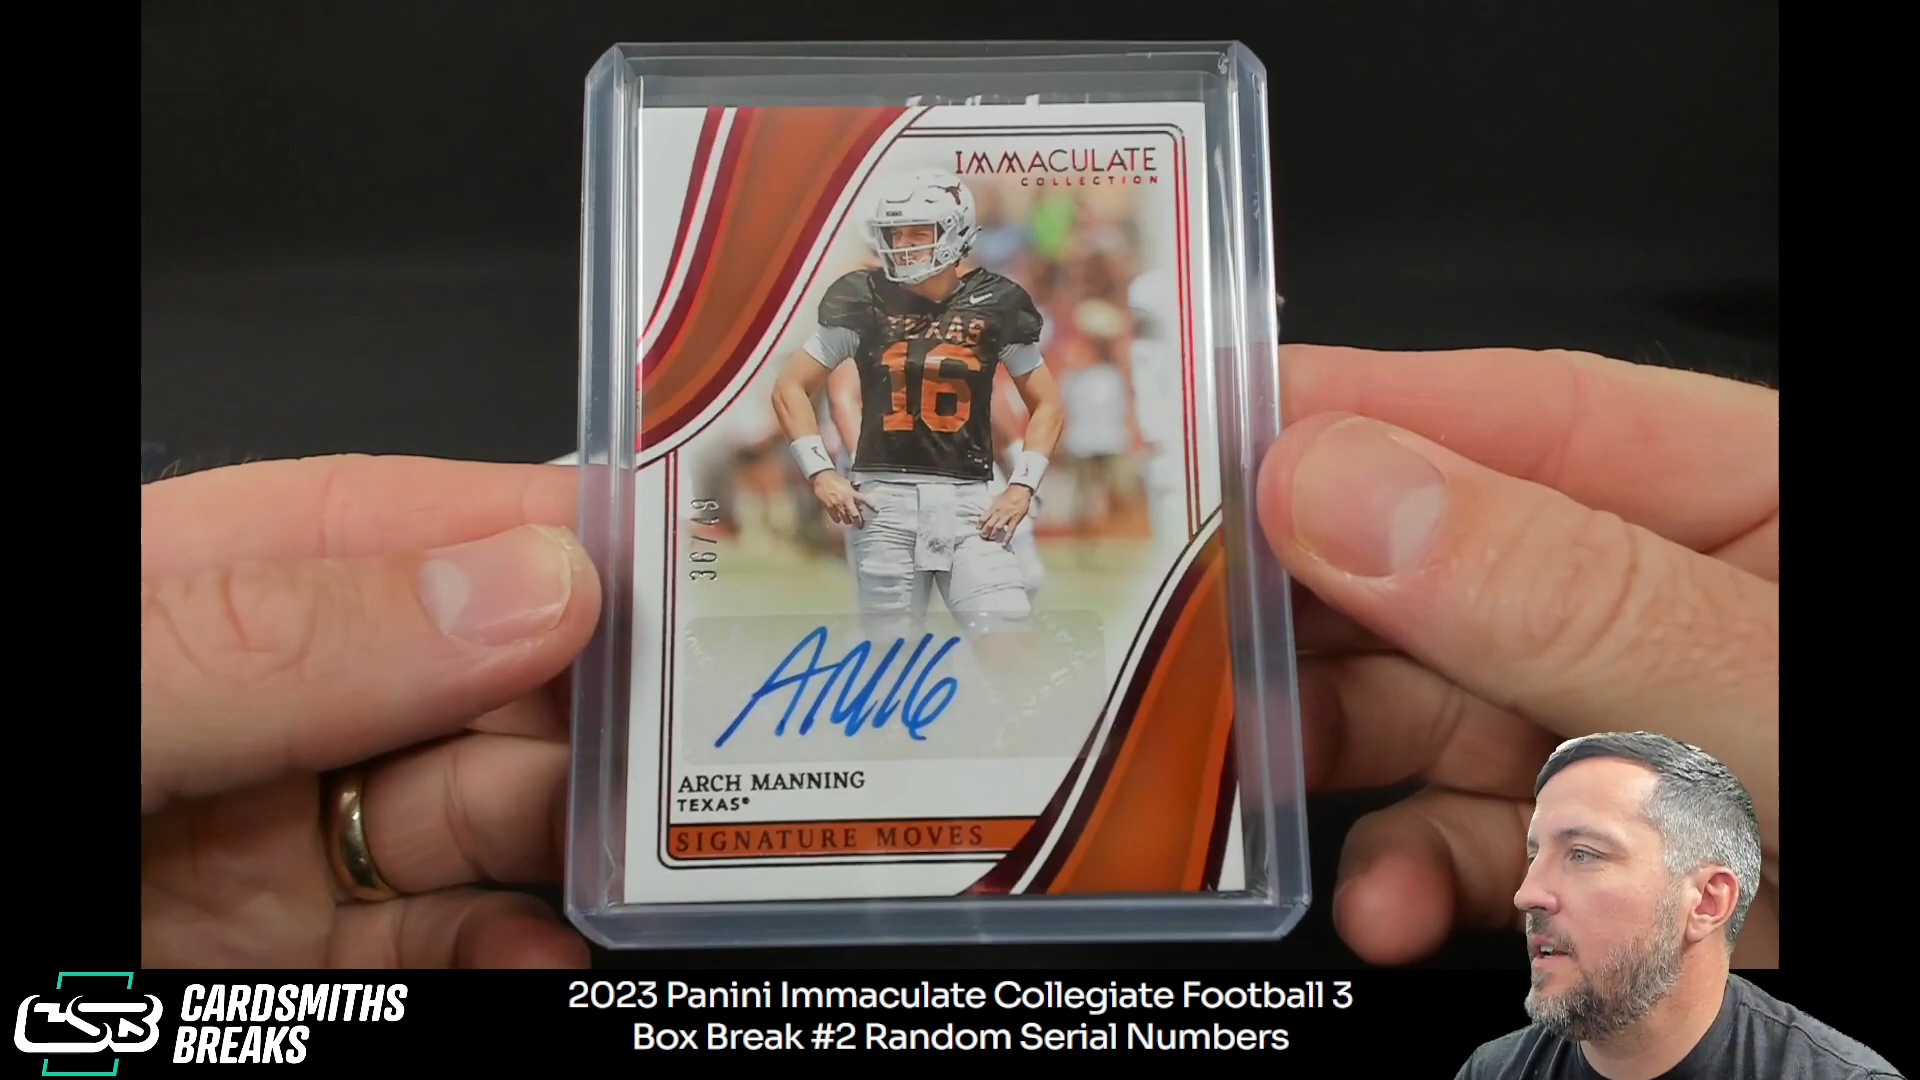 IMMACULATE
COLLECTION
TEXAS
16
36/49
ARCH MANNING
TEXAS®
SIGNATURE MOVES
CSB
CARDSMITHS
BREAKS
2023 Panini Immaculate Collegiate Football 3
Box Break #2 Random Serial Numbers